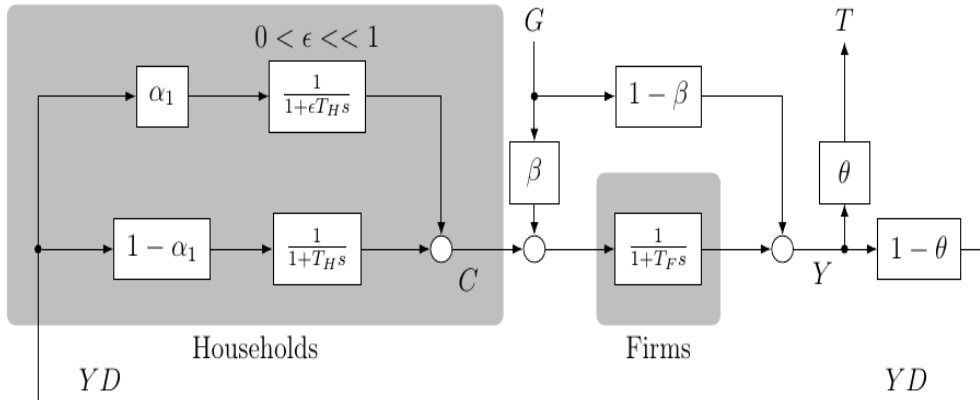 0 < ϵ << 1
G
T
α₁
1/(1+ϵT_H s)
1 − β
β
θ
1 − α₁
1/(1+T_H s)
C
1/(1+T_F s)
Y
1 − θ
Households
Firms
YD
YD